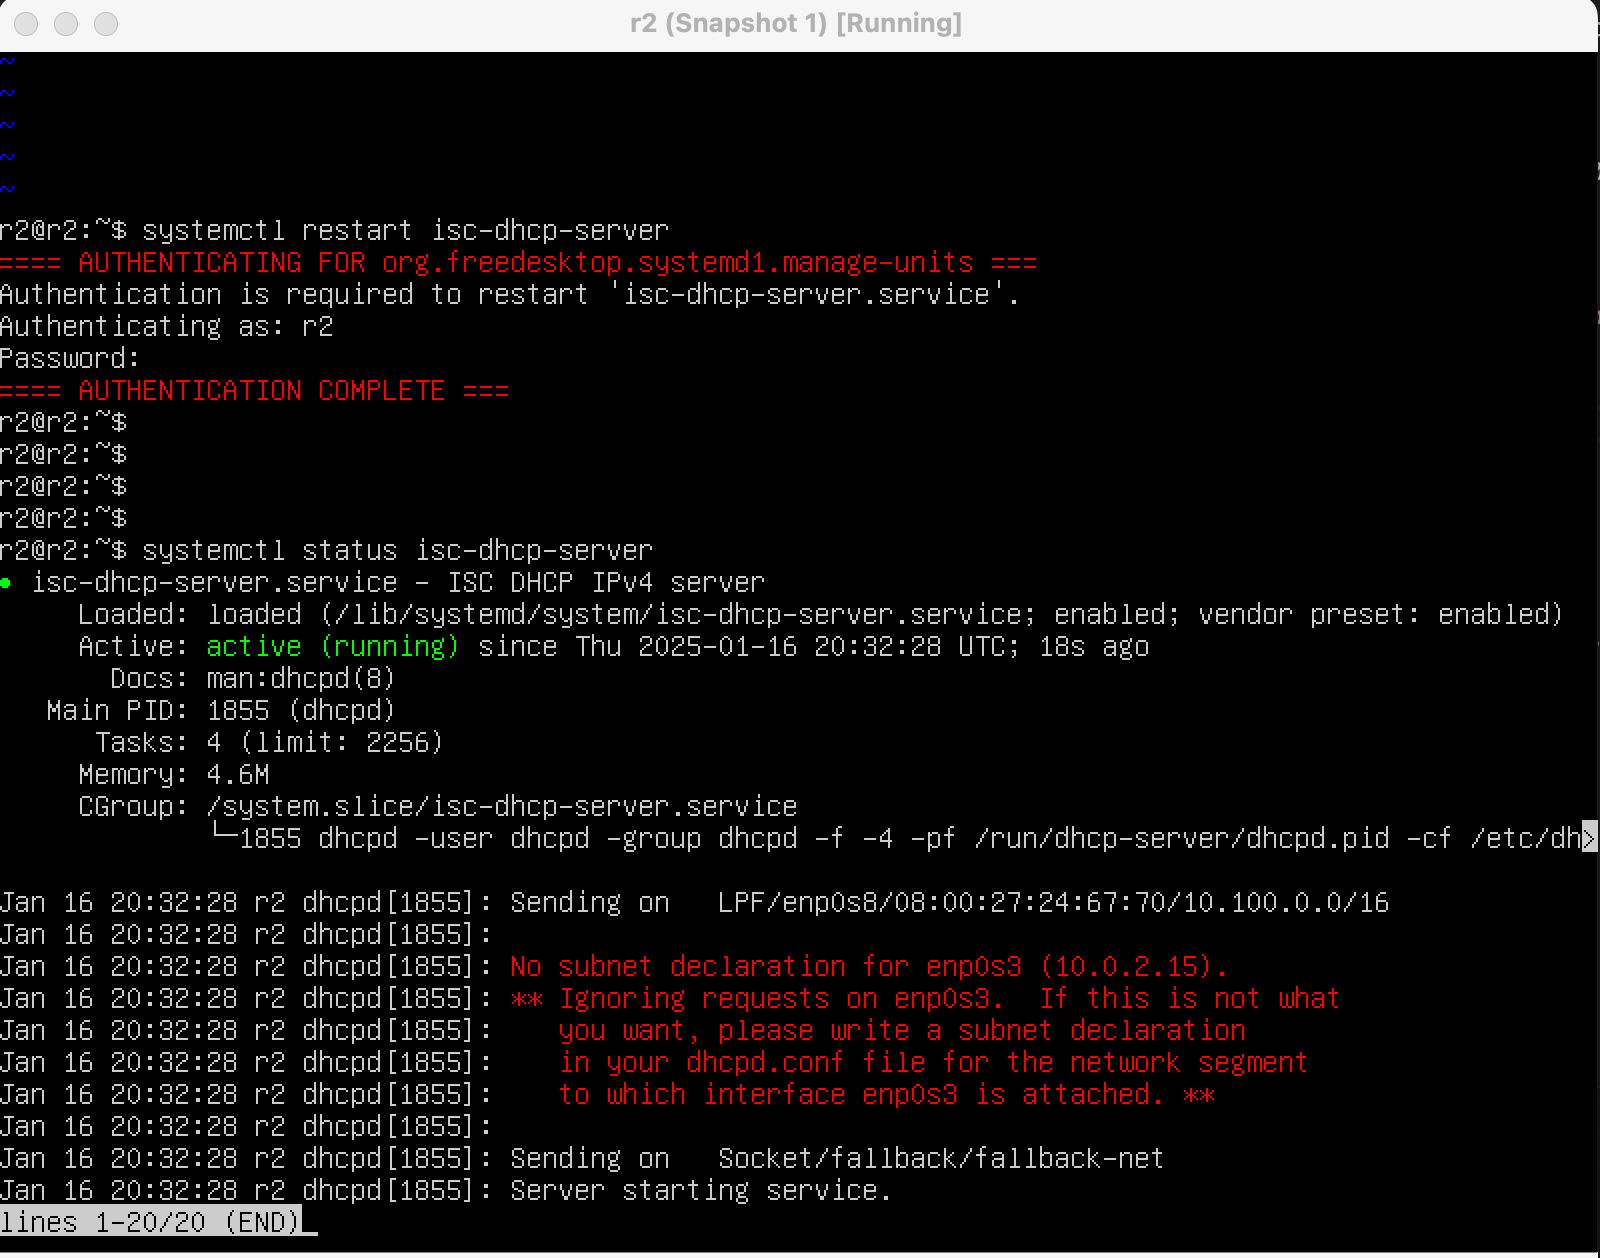 r2 (Snapshot 1) [Running]
~
~
~
~
~
r2@r2:~$ systemctl restart isc-dhcp-server
==== AUTHENTICATING FOR org.freedesktop.systemd1.manage-units ===
Authentication is required to restart 'isc-dhcp-server.service'.
Authenticating as: r2
Password:
==== AUTHENTICATION COMPLETE ===
r2@r2:~$
r2@r2:~$
r2@r2:~$
r2@r2:~$
r2@r2:~$ systemctl status isc-dhcp-server
● isc-dhcp-server.service - ISC DHCP IPv4 server
     Loaded: loaded (/lib/systemd/system/isc-dhcp-server.service; enabled; vendor preset: enabled)
     Active: active (running) since Thu 2025-01-16 20:32:28 UTC; 18s ago
       Docs: man:dhcpd(8)
   Main PID: 1855 (dhcpd)
      Tasks: 4 (limit: 2256)
     Memory: 4.6M
     CGroup: /system.slice/isc-dhcp-server.service
             └─1855 dhcpd -user dhcpd -group dhcpd -f -4 -pf /run/dhcp-server/dhcpd.pid -cf /etc/dh>
Jan 16 20:32:28 r2 dhcpd[1855]: Sending on   LPF/enp0s8/08:00:27:24:67:70/10.100.0.0/16
Jan 16 20:32:28 r2 dhcpd[1855]:
Jan 16 20:32:28 r2 dhcpd[1855]: No subnet declaration for enp0s3 (10.0.2.15).
Jan 16 20:32:28 r2 dhcpd[1855]: ** Ignoring requests on enp0s3.  If this is not what
Jan 16 20:32:28 r2 dhcpd[1855]:    you want, please write a subnet declaration
Jan 16 20:32:28 r2 dhcpd[1855]:    in your dhcpd.conf file for the network segment
Jan 16 20:32:28 r2 dhcpd[1855]:    to which interface enp0s3 is attached. **
Jan 16 20:32:28 r2 dhcpd[1855]:
Jan 16 20:32:28 r2 dhcpd[1855]: Sending on   Socket/fallback/fallback-net
Jan 16 20:32:28 r2 dhcpd[1855]: Server starting service.
lines 1-20/20 (END)